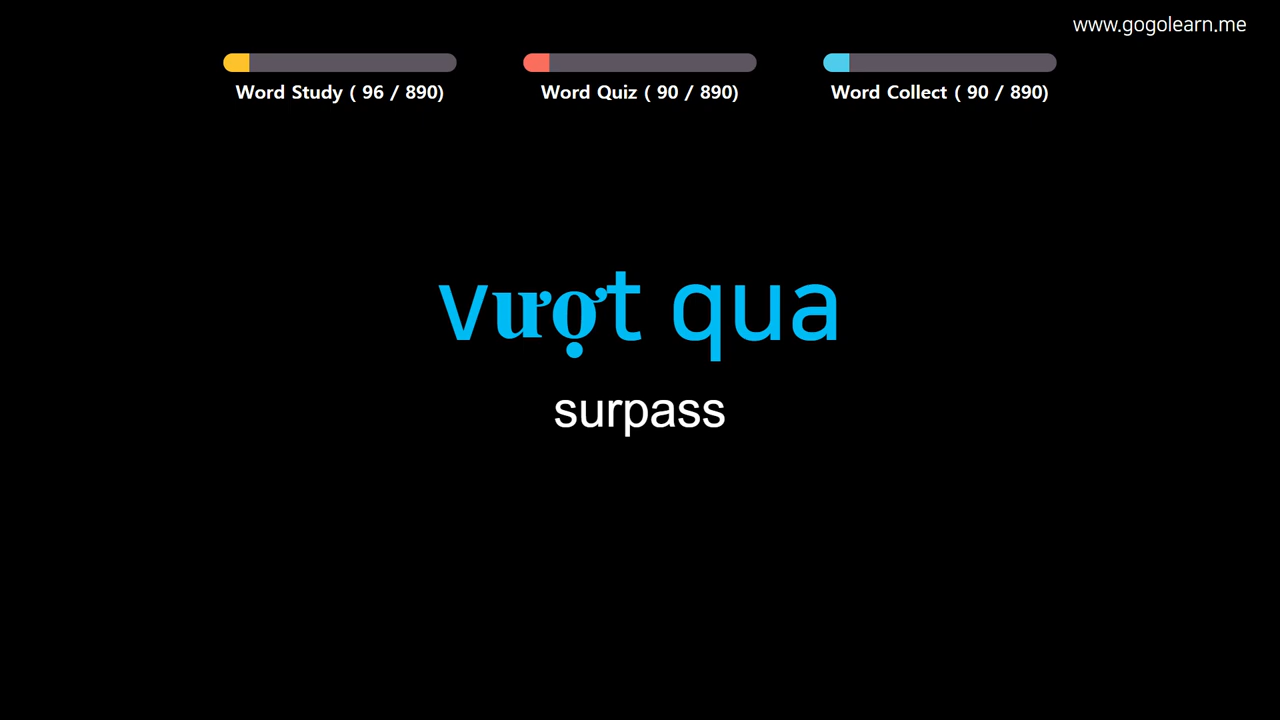 www.gogolearn.me
Word Study ( 96 / 890)
Word Quiz ( 90 / 890)
Word Collect ( 90 / 890)
vượt qua
surpass